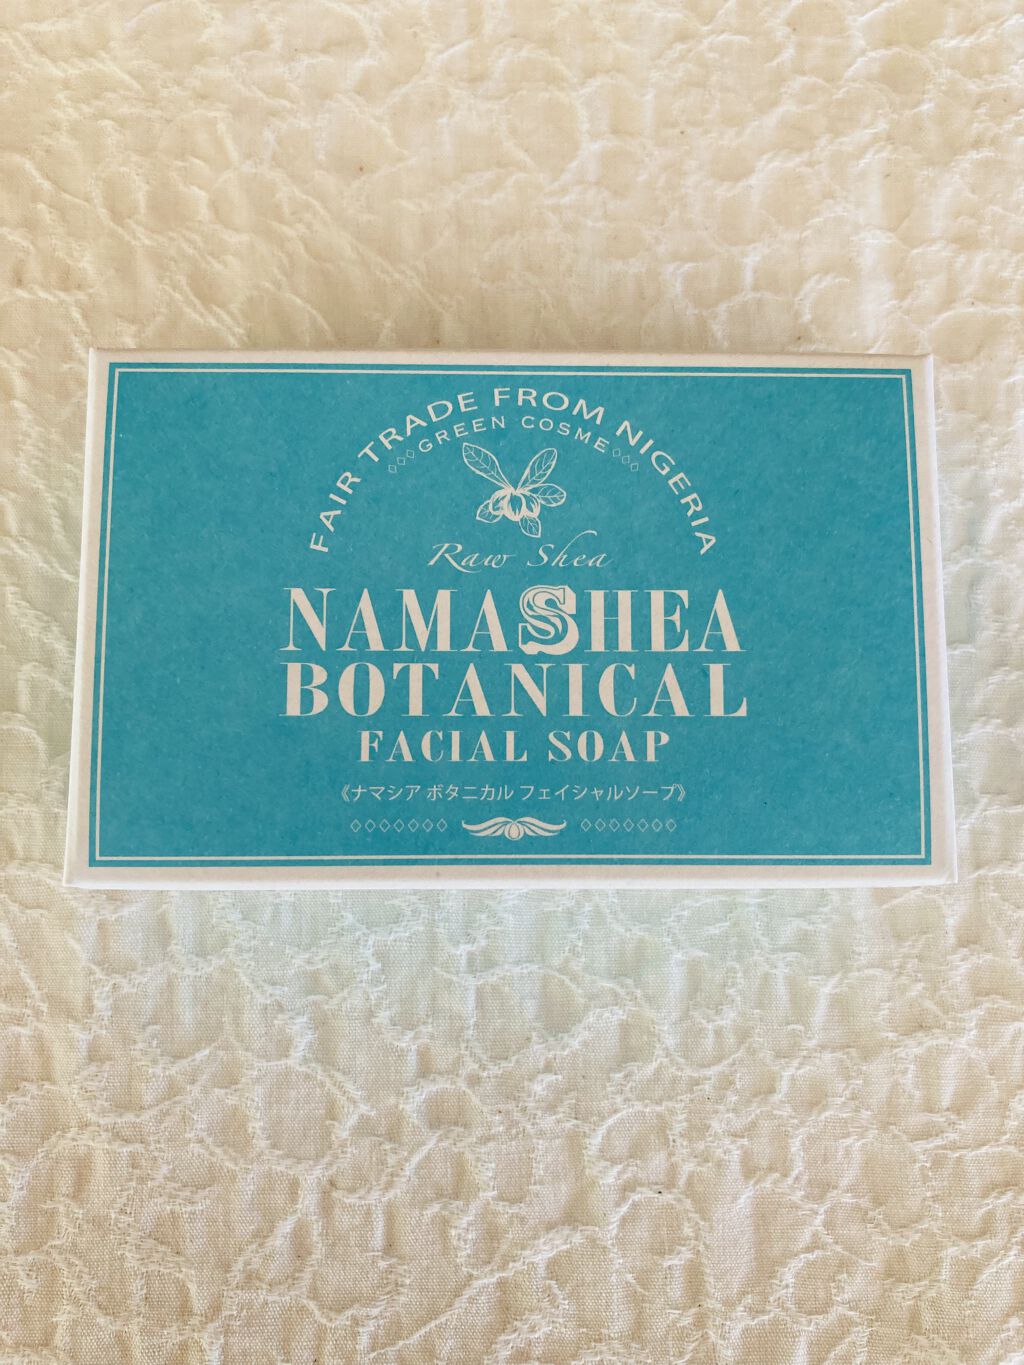 FAIR TRADE FROM NIGERIA
GREEN COSME
Raw Shea
NAMASHEA
BOTANICAL
FACIAL SOAP
《ナマシア ボタニカル フェイシャルソープ》